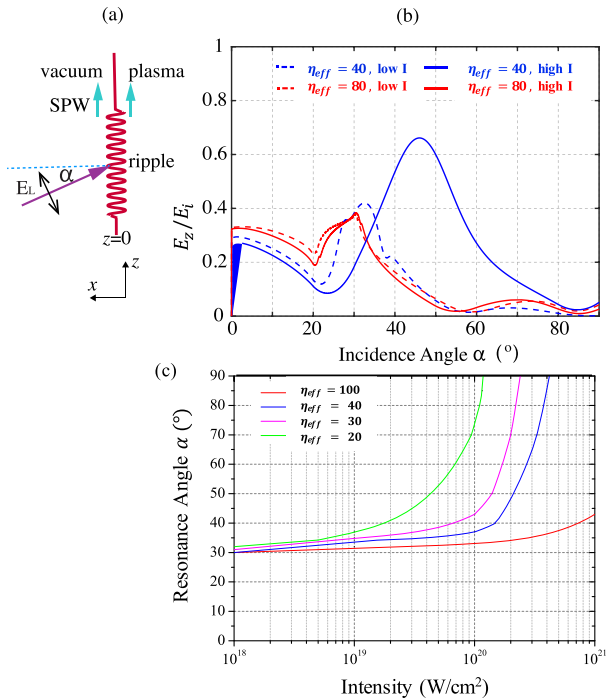 (a)
vacuum
plasma
SPW
ripple
α
E_L
z=0
z
x
(b)
η_eff = 40 , low I
η_eff = 40, high I
η_eff = 80 , low I
η_eff = 80, high I
1
0.8
0.6
0.4
0.2
0
E_z/E_i
0
20
40
60
80
Incidence Angle α (°)
(c)
η_eff = 100
η_eff = 40
η_eff = 30
η_eff = 20
90
80
70
60
50
40
30
20
10
0
Resonance Angle α (°)
10^18
10^19
10^20
10^21
Intensity (W/cm²)